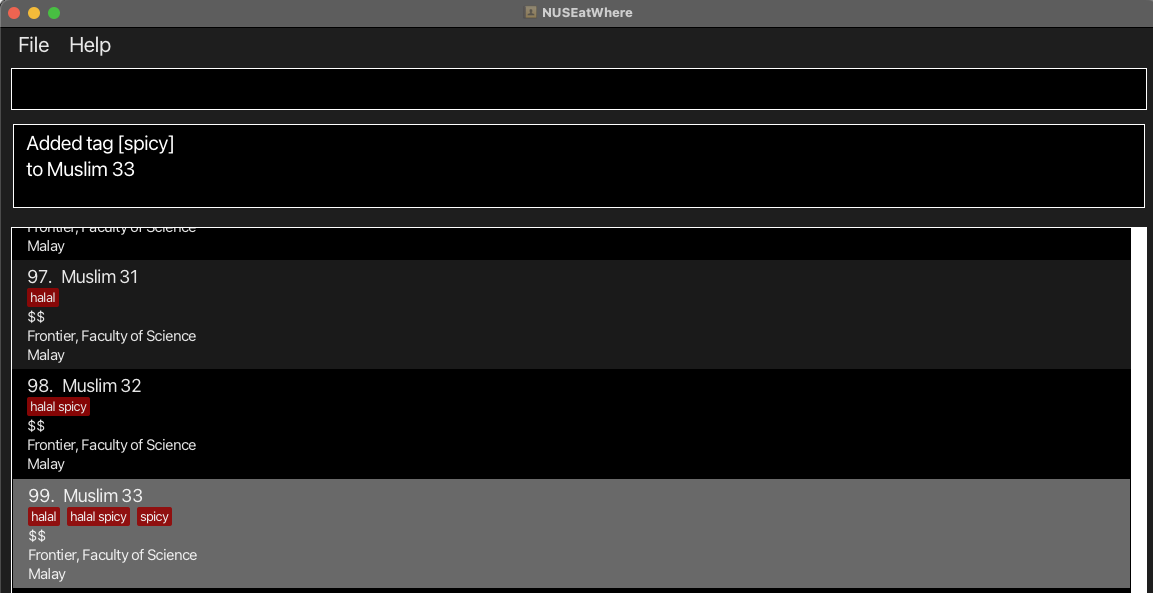 NUSEatWhere
File Help
Added tag [spicy]
to Muslim 33
Frontier, Faculty of Science
Malay
97. Muslim 31
halal
$$
Frontier, Faculty of Science
Malay
98. Muslim 32
halal spicy
$$
Frontier, Faculty of Science
Malay
99. Muslim 33
halal halal spicy spicy
$$
Frontier, Faculty of Science
Malay